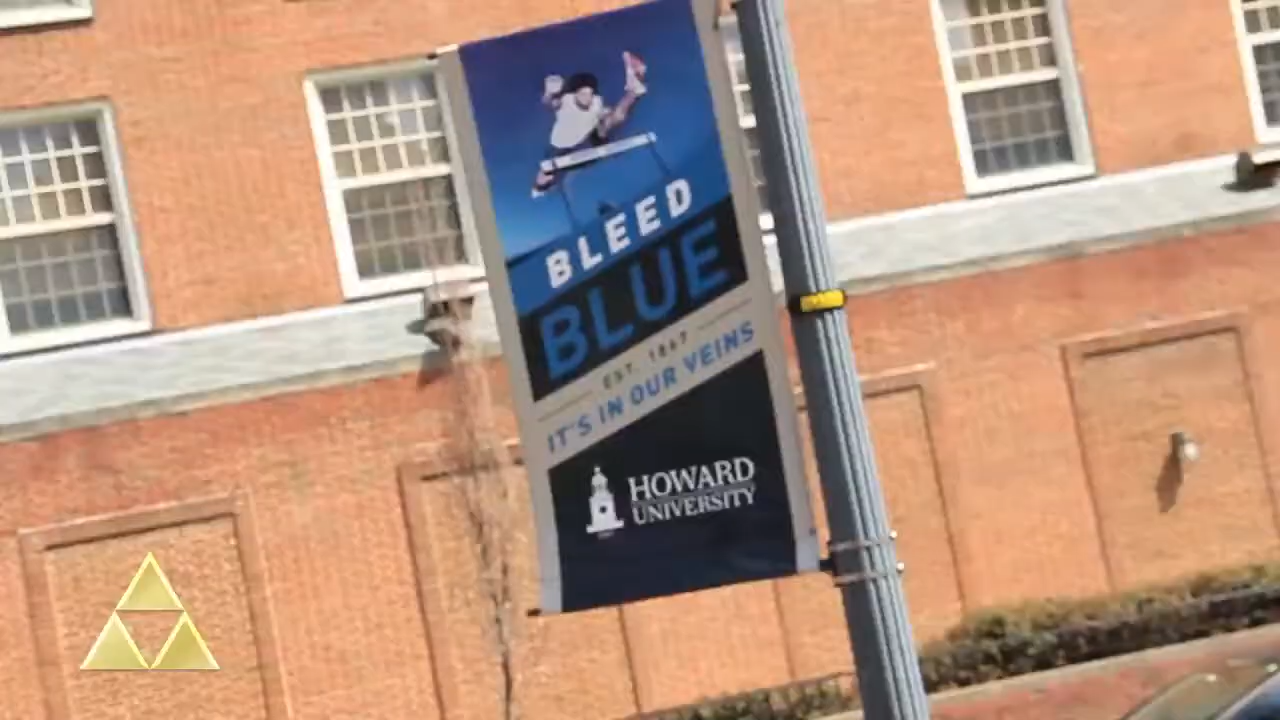 BLEED
BLUE
EST. 1867
IT'S IN OUR VEINS
HOWARD
UNIVERSITY